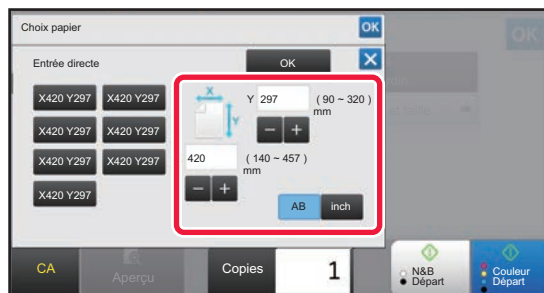 Choix papier OK
OK
Entrée directe OK
X420 Y297 X420 Y297
X420 Y297 X420 Y297
X420 Y297 X420 Y297
X420 Y297
X
Y
Y 297 ( 90 ~ 320 )
mm
420 ( 140 ~ 457 )
mm
AB inch
CA Aperçu Copies 1
N&B
Départ
Couleur
Départ